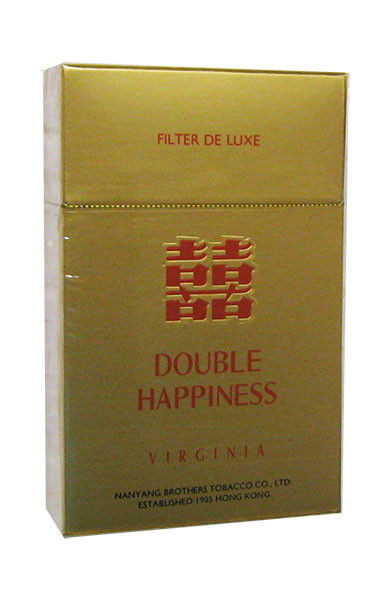 FILTER DE LUXE
囍
DOUBLE
HAPPINESS
VIRGINIA
NANYANG BROTHERS TOBACCO CO., LTD
ESTABLISHED 1905 HONG KONG